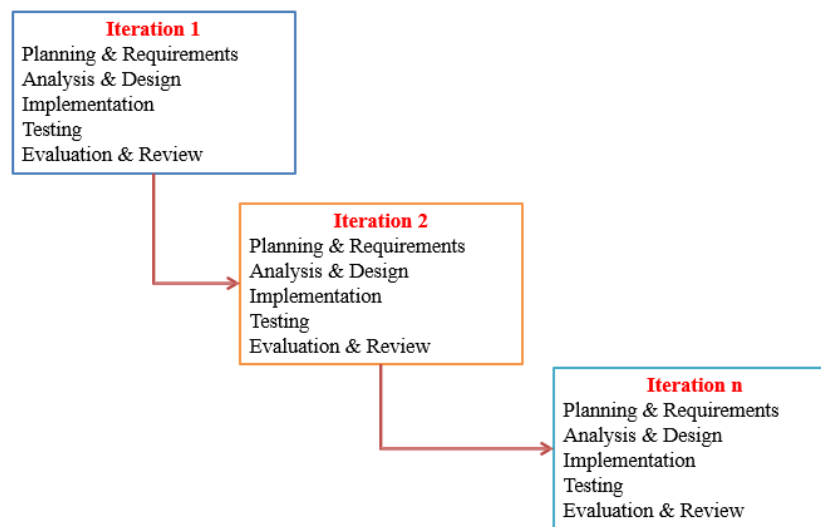 Iteration 1
Planning & Requirements
Analysis & Design
Implementation
Testing
Evaluation & Review
Iteration 2
Planning & Requirements
Analysis & Design
Implementation
Testing
Evaluation & Review
Iteration n
Planning & Requirements
Analysis & Design
Implementation
Testing
Evaluation & Review